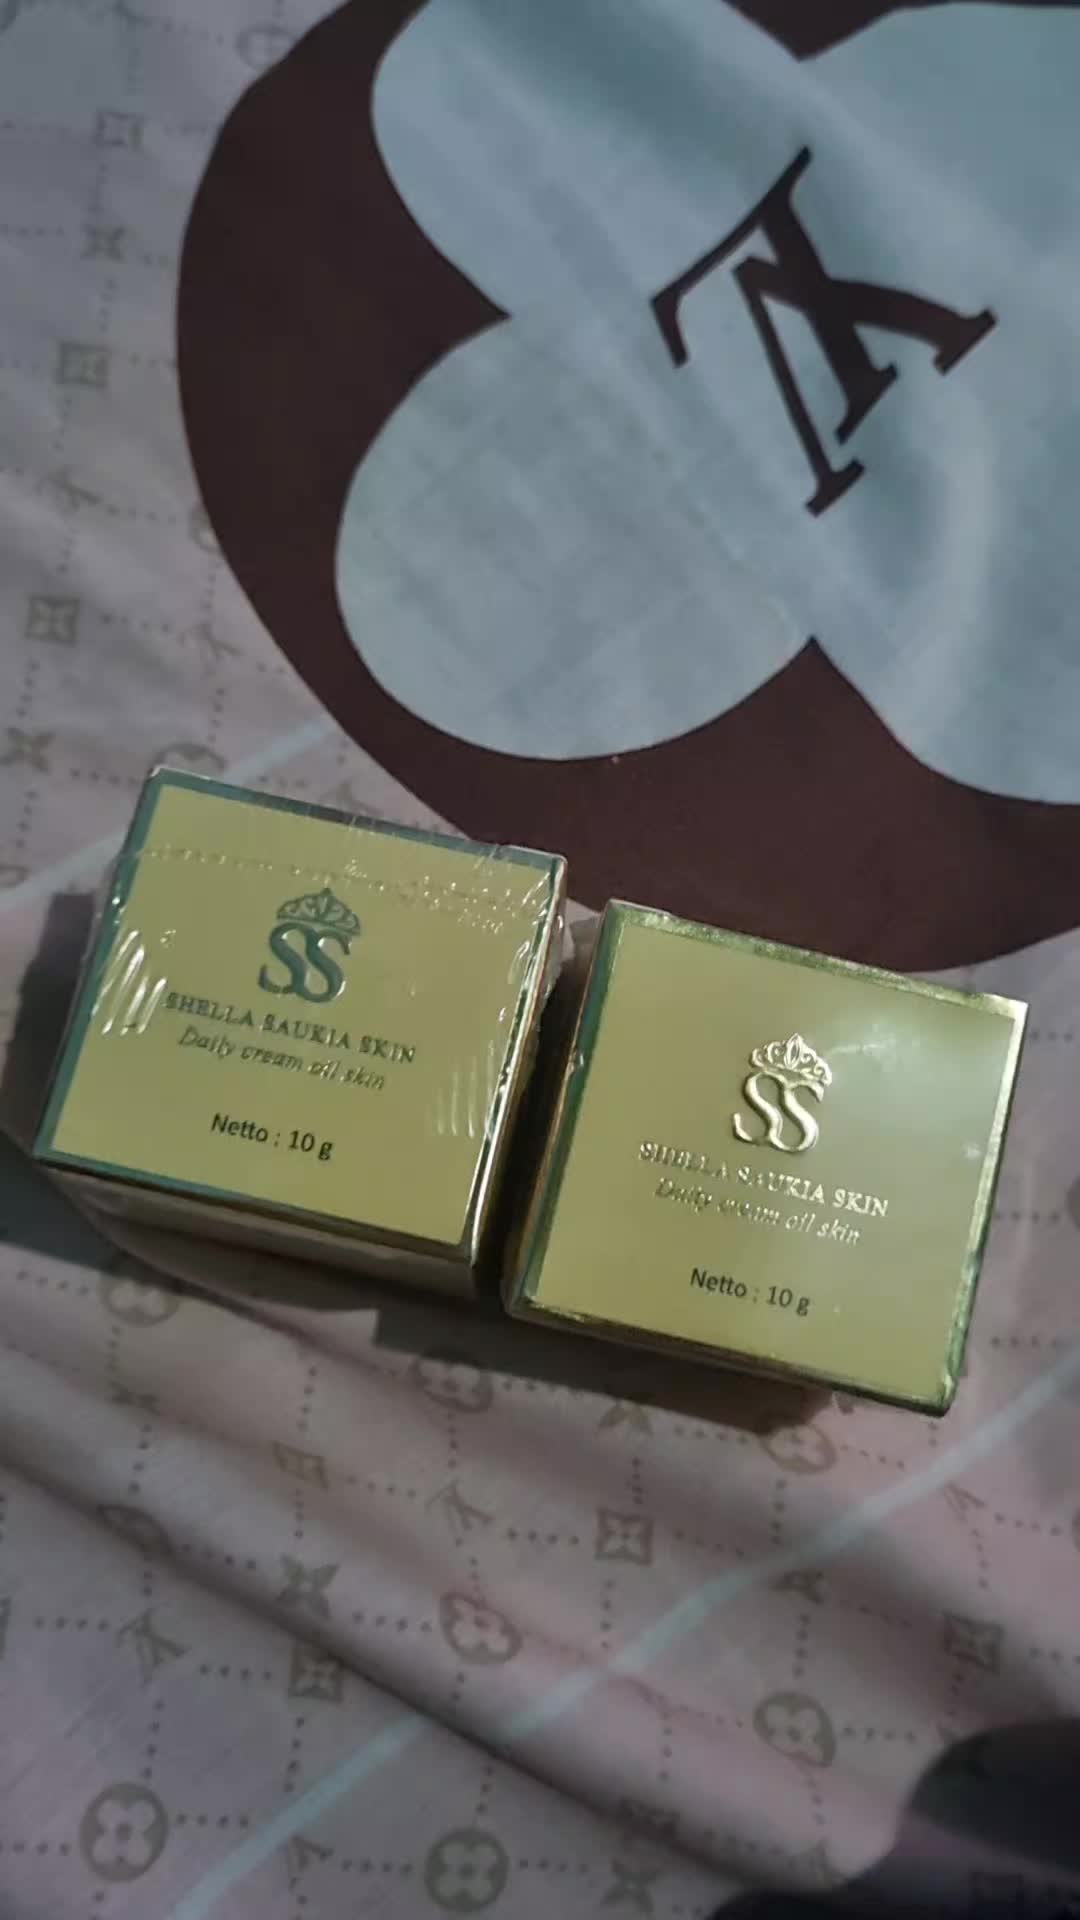 LV
SS
SHELLA SAUKIA SKIN
Daily cream oil skin
Netto : 10 g
SS
SHELLA SAUKIA SKIN
Daily cream oil skin
Netto : 10 g